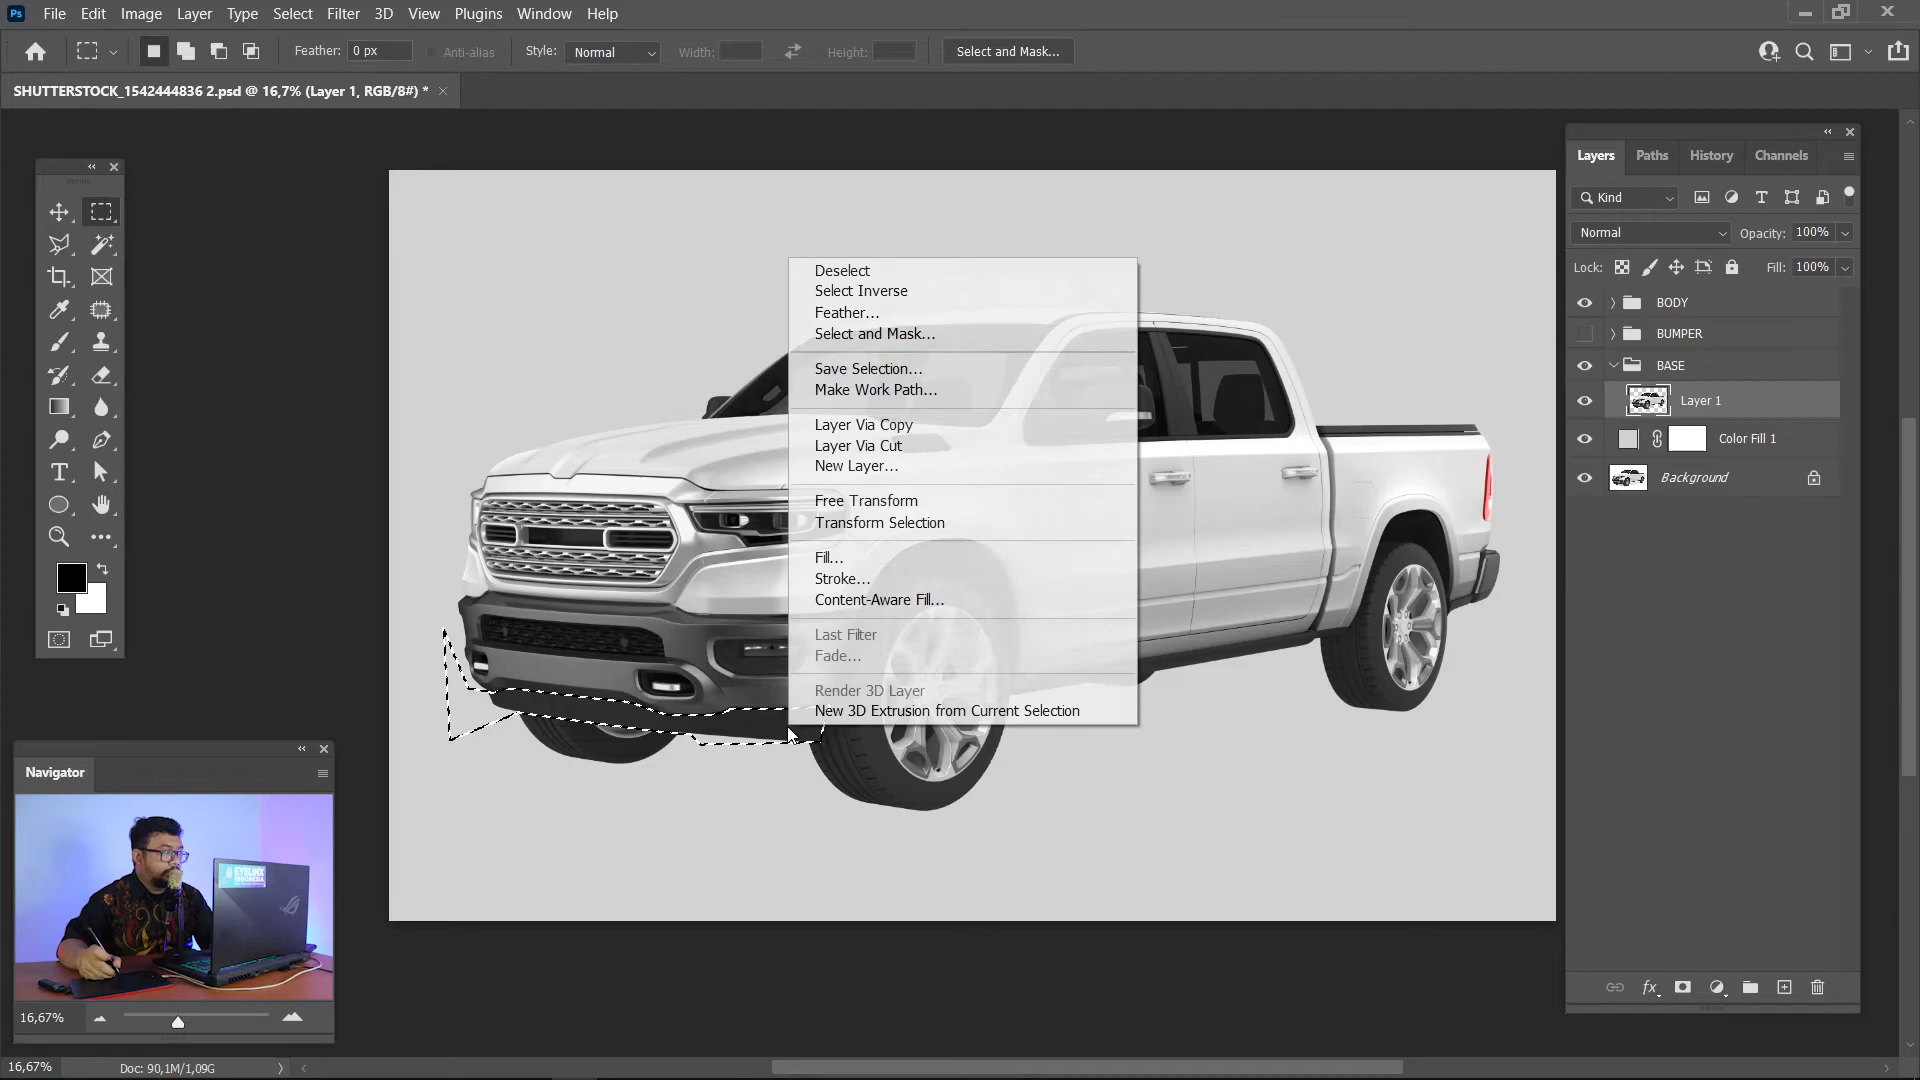 Ps File Edit Image Layer Type Select Filter 3D View Plugins Window Help
Feather: 0 px Anti-alias Style: Normal Width: Height: Select and Mask...
SHUTTERSTOCK_1542444836 2.psd @ 16,7% (Layer 1, RGB/8#) *
Layers Paths History Channels
Kind
Normal Opacity: 100%
Lock: Fill: 100%
BODY
BUMPER
BASE
Layer 1
Color Fill 1
Background
Deselect
Select Inverse
Feather...
Select and Mask...
Save Selection...
Make Work Path...
Layer Via Copy
Layer Via Cut
New Layer...
Free Transform
Transform Selection
Fill...
Stroke...
Content-Aware Fill...
Last Filter
Fade...
Render 3D Layer
New 3D Extrusion from Current Selection
Navigator
EYELINX
INDONESIA
16,67%
16,67% Doc: 90,1M/1,09G